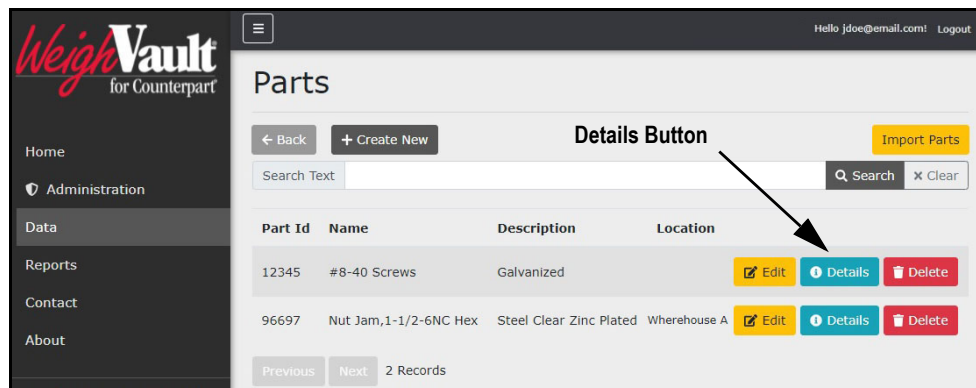 WeighVault
for Counterpart
Hello jdoe@email.com! Logout
Home
Administration
Data
Reports
Contact
About
Parts
← Back + Create New Import Parts
Details Button
Search Text Search × Clear
Part Id Name Description Location
12345 #8-40 Screws Galvanized Edit Details Delete
96697 Nut Jam,1-1/2-6NC Hex Steel Clear Zinc Plated Wherehouse A Edit Details Delete
Previous Next 2 Records